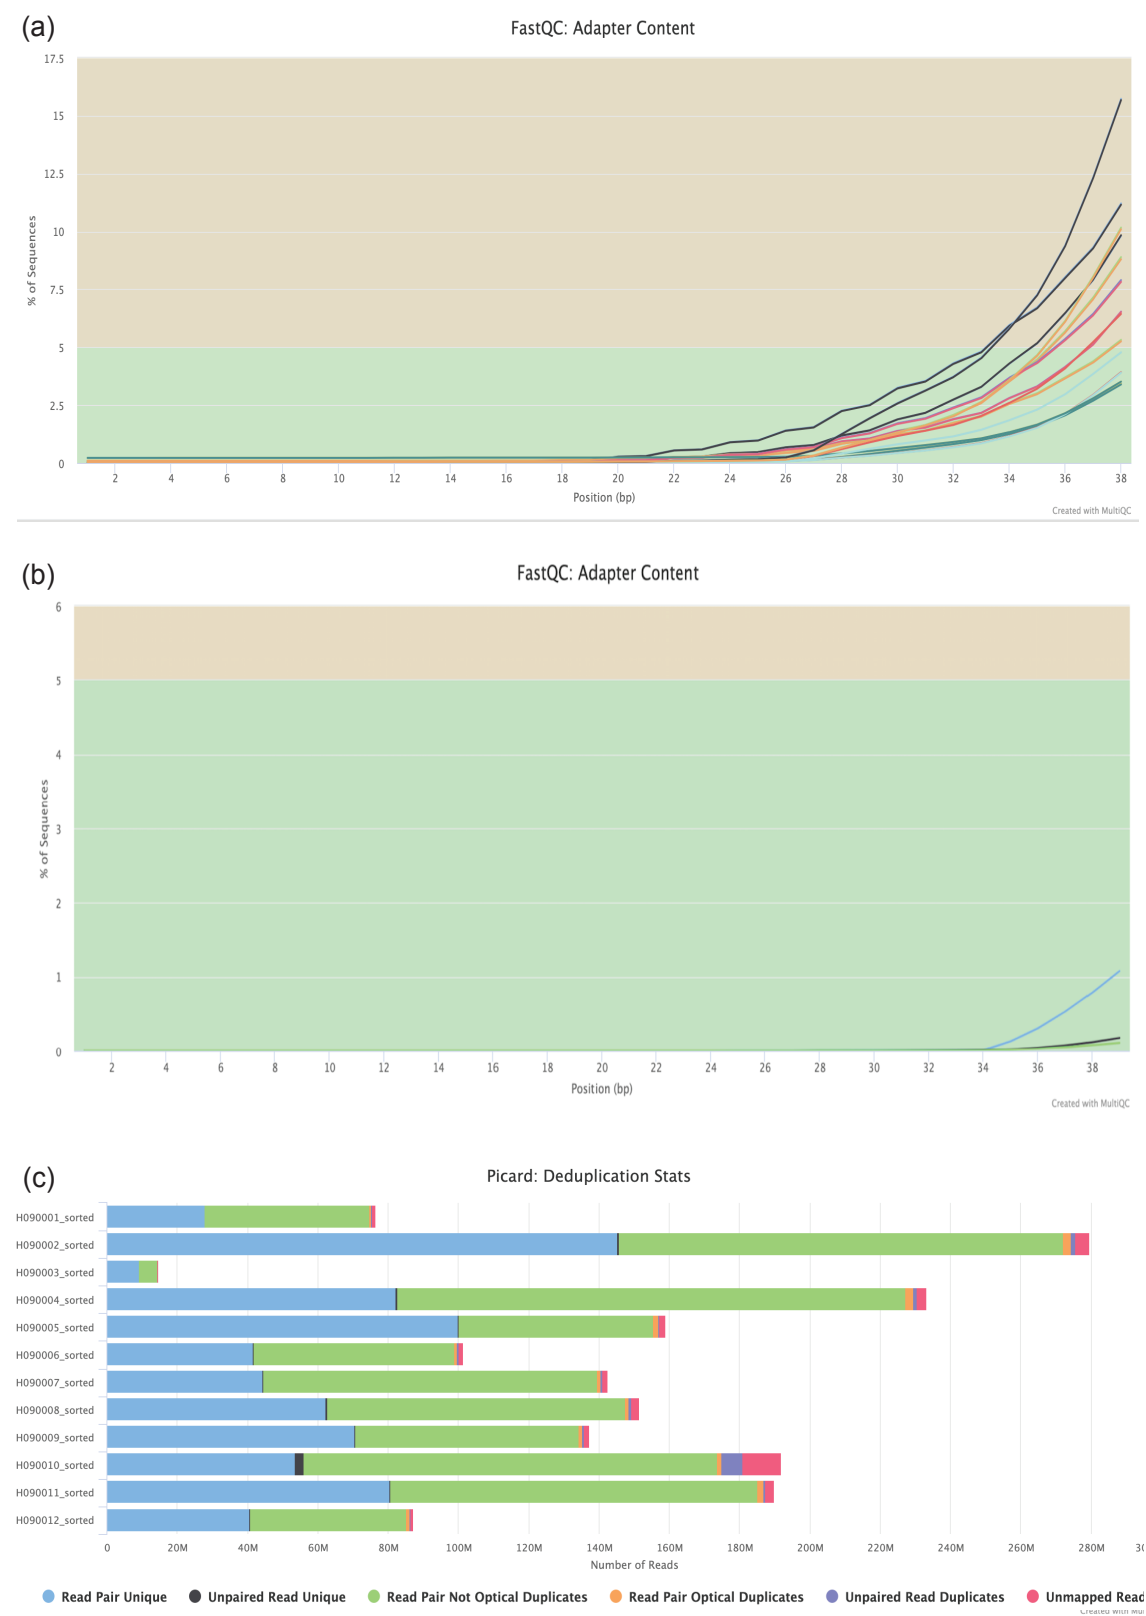 (a)
FastQC: Adapter Content
17.5
15
12.5
10
7.5
5
2.5
0
% of Sequences
2 4 6 8 10 12 14 16 18 20 22 24 26 28 30 32 34 36 38
Position (bp)
Created with MultiQC
(b)
FastQC: Adapter Content
6
5
4
3
2
1
0
% of Sequences
2 4 6 8 10 12 14 16 18 20 22 24 26 28 30 32 34 36 38
Position (bp)
Created with MultiQC
(c)
Picard: Deduplication Stats
H090001_sorted
H090002_sorted
H090003_sorted
H090004_sorted
H090005_sorted
H090006_sorted
H090007_sorted
H090008_sorted
H090009_sorted
H090010_sorted
H090011_sorted
H090012_sorted
0 20M 40M 60M 80M 100M 120M 140M 160M 180M 200M 220M 240M 260M 280M 30
Number of Reads
Read Pair Unique Unpaired Read Unique Read Pair Not Optical Duplicates Read Pair Optical Duplicates Unpaired Read Duplicates Unmapped Read
Created with Mul